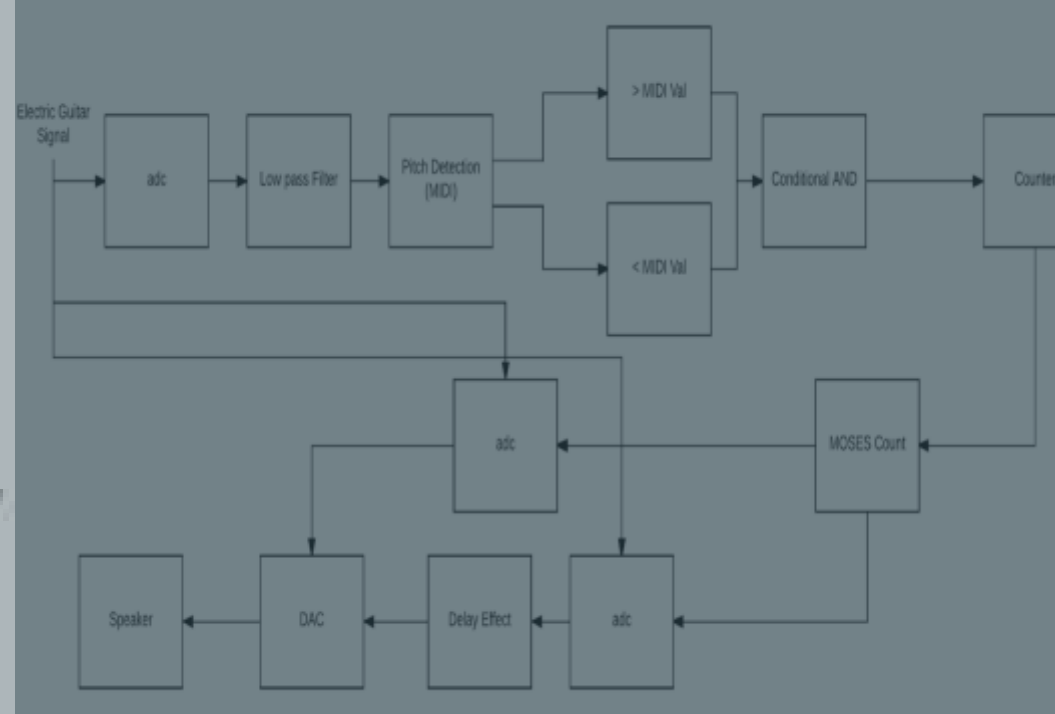 Electric Guitar
Signal
adc
Low pass Filter
Pitch Detection
(MIDI)
> MIDI Val
< MIDI Val
Conditional AND
Counter
adc
MOSES Count
Speaker
DAC
Delay Effect
adc